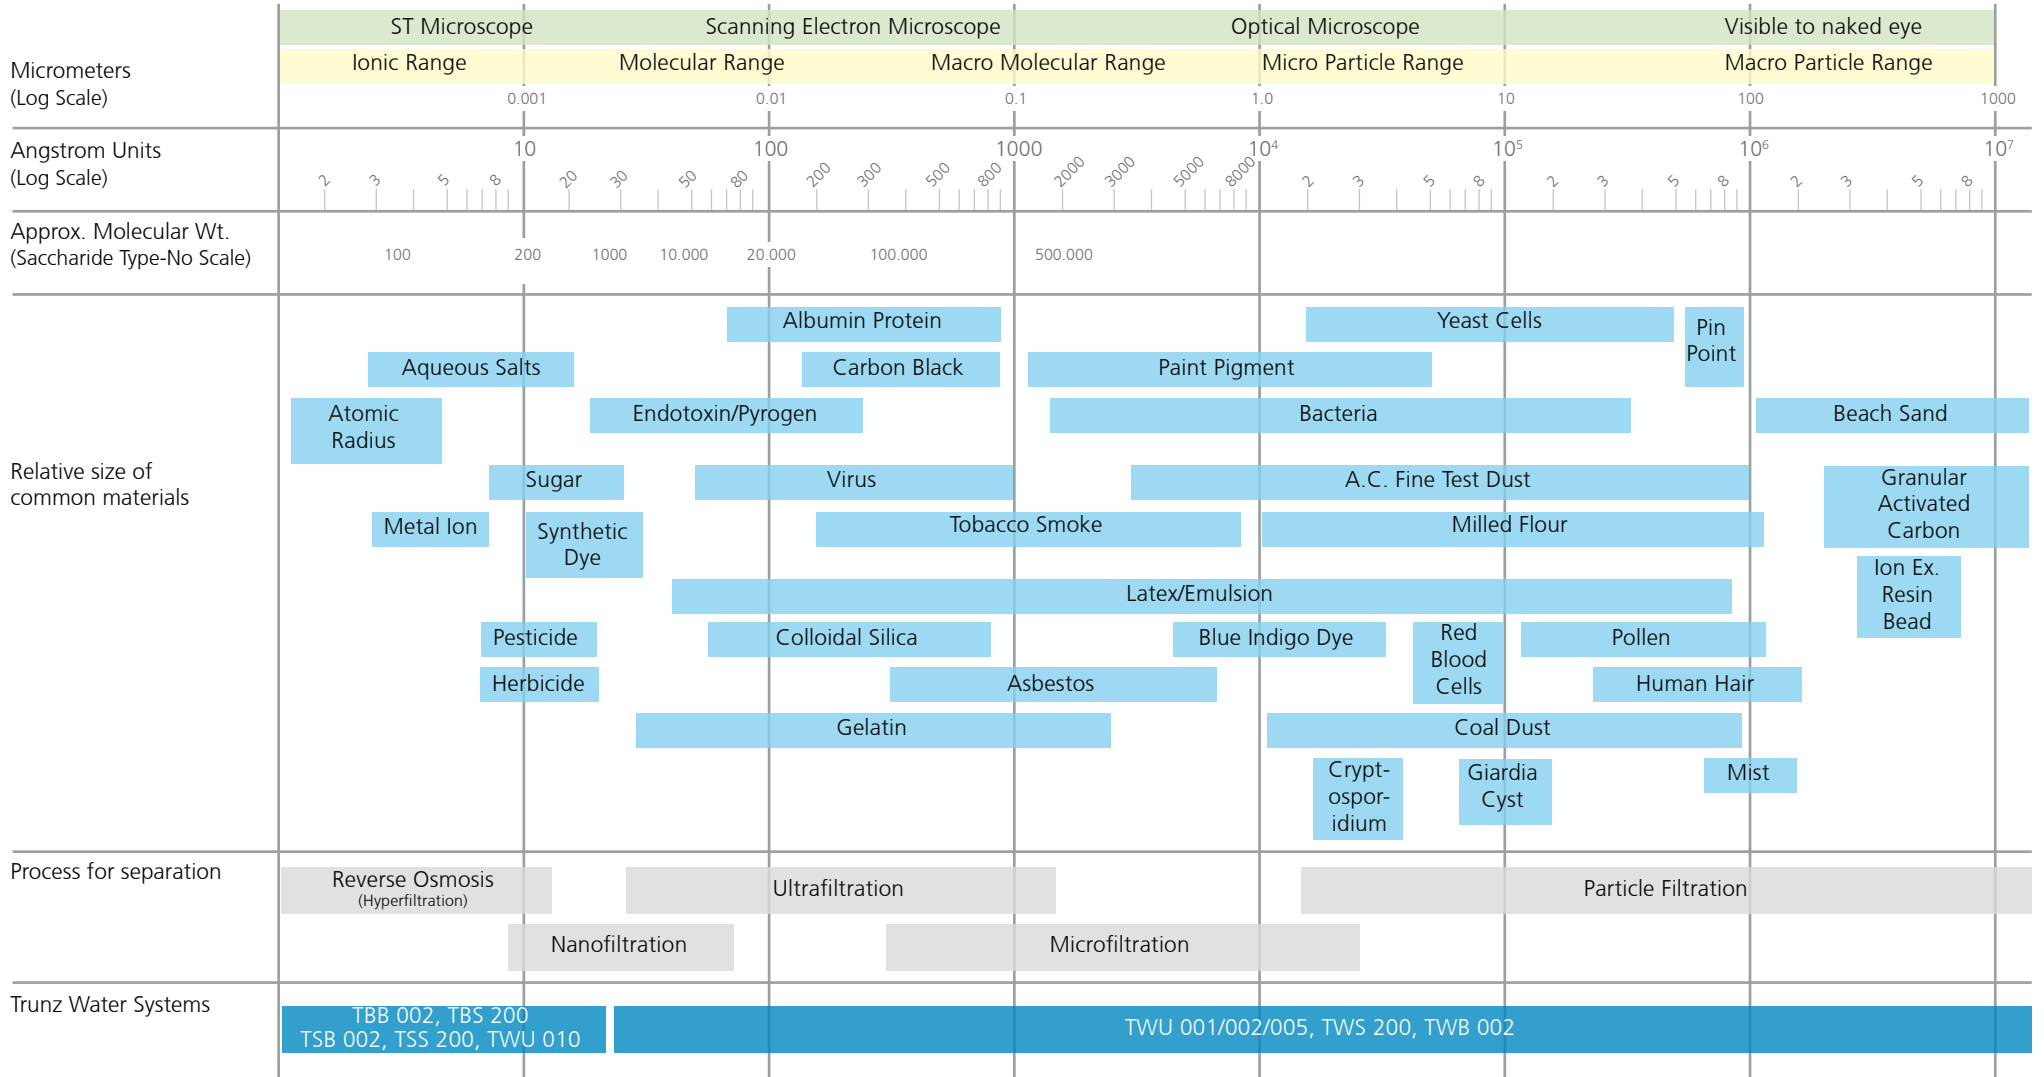 ST Microscope Scanning Electron Microscope Optical Microscope Visible to naked eye
Ionic Range Molecular Range Macro Molecular Range Micro Particle Range Macro Particle Range
Micrometers
(Log Scale)
0.001 0.01 0.1 1.0 10 100 1000
Angstrom Units
(Log Scale)
10 100 1000 10⁴ 10⁵ 10⁶ 10⁷
2 3 5 8 20 30 50 80 200 300 500 800 2000 3000 5000 8000 2 3 5 8 2 3 5 8 2 3 5 8
Approx. Molecular Wt.
(Saccharide Type-No Scale)
100 200 1000 10.000 20.000 100.000 500.000
Relative size of
common materials
Albumin Protein
Yeast Cells
Pin
Point
Aqueous Salts
Carbon Black
Paint Pigment
Atomic
Radius
Endotoxin/Pyrogen
Bacteria
Beach Sand
Sugar
Virus
A.C. Fine Test Dust
Granular
Activated
Carbon
Metal Ion
Synthetic
Dye
Tobacco Smoke
Milled Flour
Ion Ex.
Resin
Bead
Latex/Emulsion
Pesticide
Colloidal Silica
Blue Indigo Dye
Red
Blood
Cells
Pollen
Herbicide
Asbestos
Human Hair
Gelatin
Coal Dust
Crypt-
ospor-
idium
Giardia
Cyst
Mist
Process for separation
Reverse Osmosis
(Hyperfiltration)
Ultrafiltration
Particle Filtration
Nanofiltration
Microfiltration
Trunz Water Systems
TBB 002, TBS 200
TSB 002, TSS 200, TWU 010
TWU 001/002/005, TWS 200, TWB 002